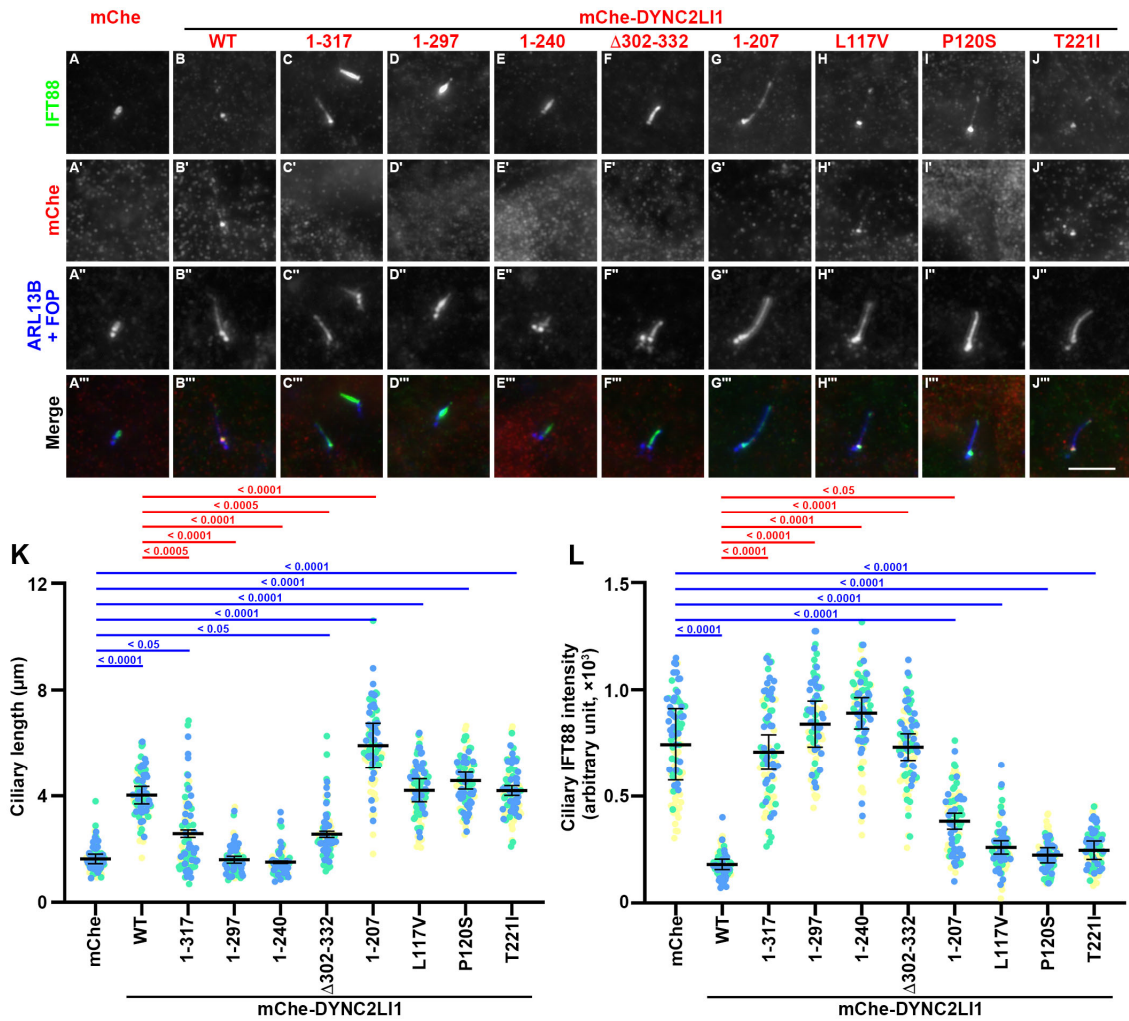 mChe
mChe-DYNC2LI1
WT 1-317 1-297 1-240 Δ302-332 1-207 L117V P120S T221I
IFT88
A B C D E F G H I J
mChe
A' B' C' D' E' F' G' H' I' J'
ARL13B + FOP
A'' B'' C'' D'' E'' F'' G'' H'' I'' J''
Merge
A''' B''' C''' D''' E''' F''' G''' H''' I''' J'''
K
< 0.0001
< 0.0005
< 0.0001
< 0.0001
< 0.0005
< 0.0001
< 0.0001
< 0.0001
< 0.0001
< 0.05
< 0.05
< 0.0001
Ciliary length (µm)
12
8
4
0
mChe WT 1-317 1-297 1-240 Δ302-332 1-207 L117V P120S T221I
mChe-DYNC2LI1
L
< 0.05
< 0.0001
< 0.0001
< 0.0001
< 0.0001
< 0.0001
< 0.0001
< 0.0001
< 0.0001
< 0.0001
Ciliary IFT88 intensity
(arbitrary unit, ×10³)
1.5
1.0
0.5
0
mChe WT 1-317 1-297 1-240 Δ302-332 1-207 L117V P120S T221I
mChe-DYNC2LI1